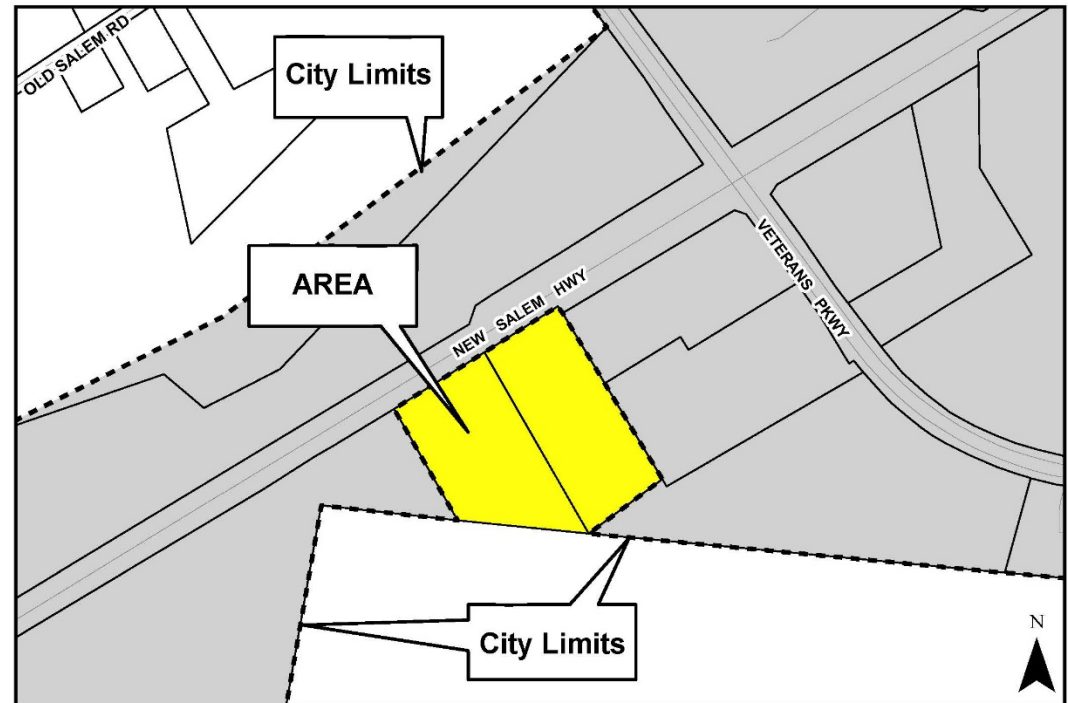 OLD SALEM RD
City Limits
AREA
NEW SALEM HWY
VETERANS PKWY
City Limits
N